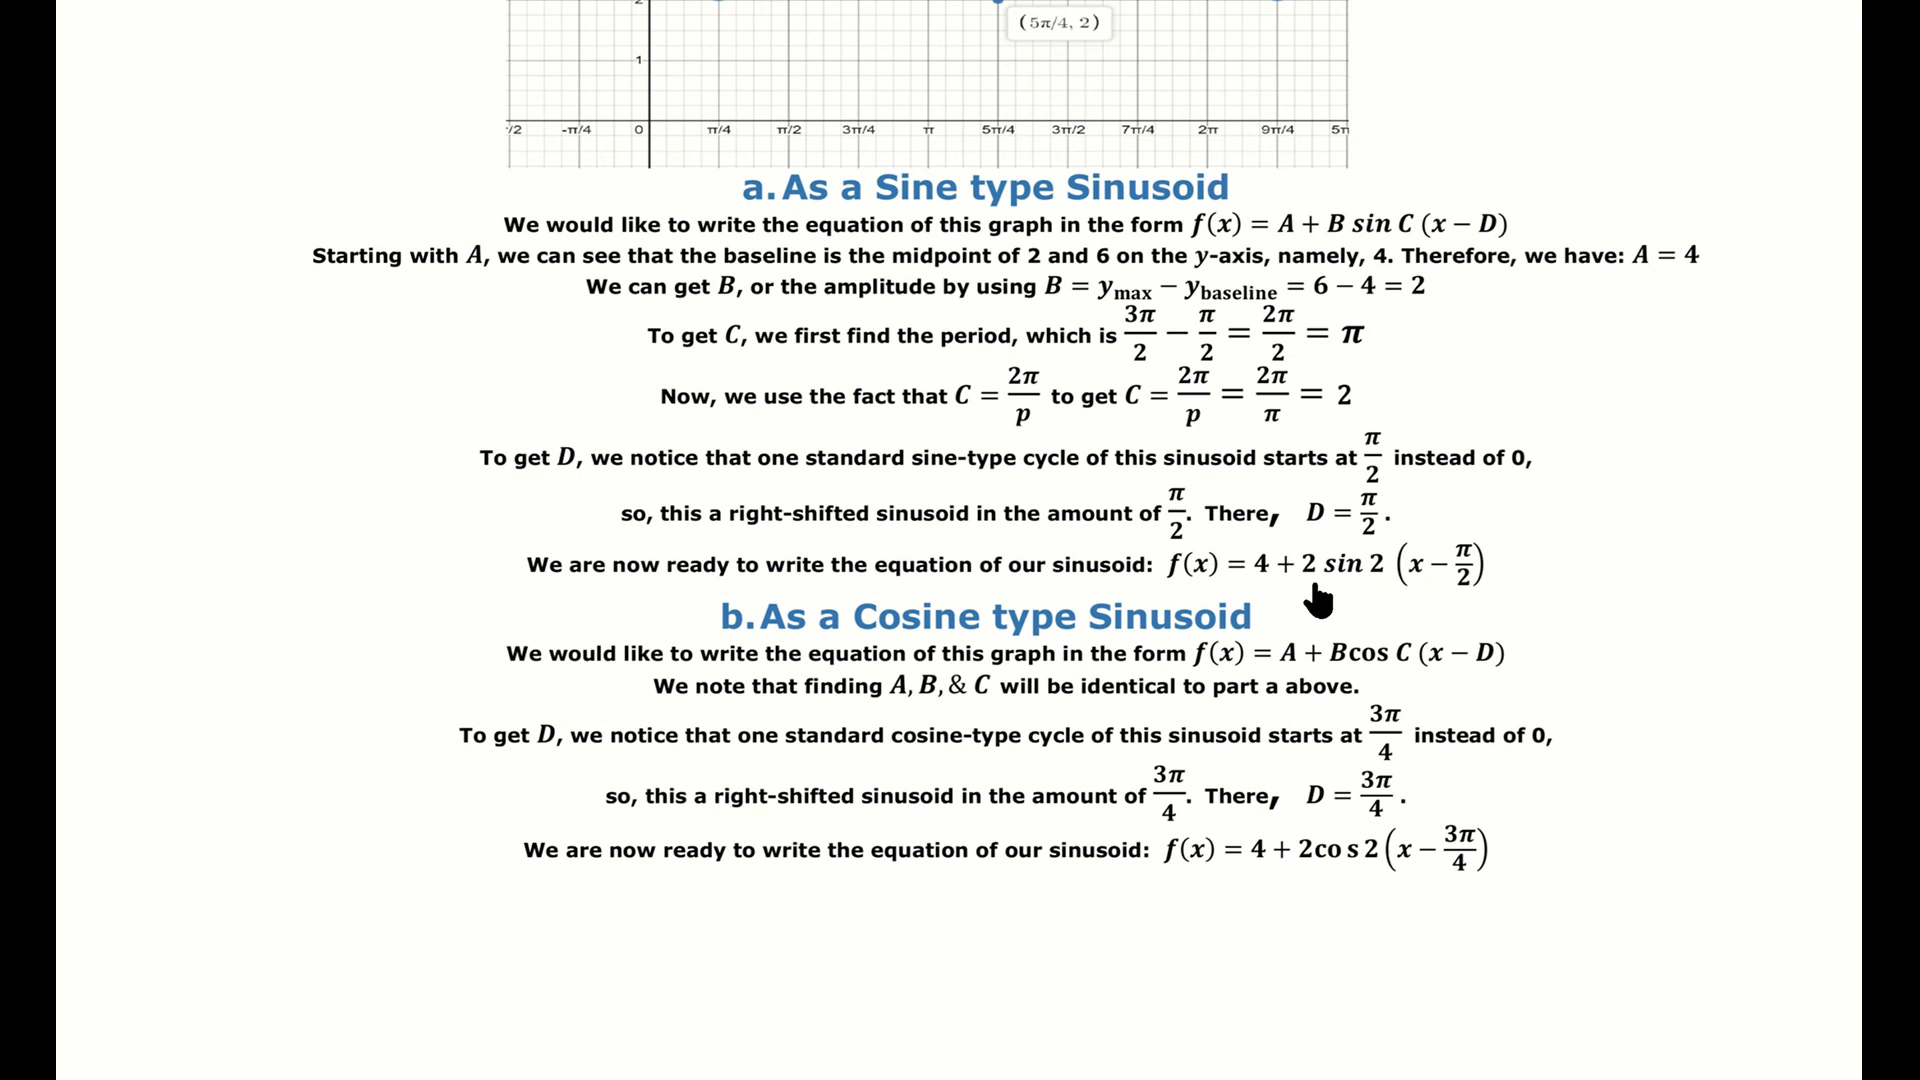 2
(5π/4, 2)
1
π/2 -π/4 0 π/4 π/2 3π/4 π 5π/4 3π/2 7π/4 2π 9π/4 5π
a. As a Sine type Sinusoid
We would like to write the equation of this graph in the form f(x) = A + B sin C (x − D)
Starting with A, we can see that the baseline is the midpoint of 2 and 6 on the y-axis, namely, 4. Therefore, we have: A = 4
We can get B, or the amplitude by using B = y_max − y_baseline = 6 − 4 = 2
To get C, we first find the period, which is 3π/2 − π/2 = 2π/2 = π
Now, we use the fact that C = 2π/p to get C = 2π/p = 2π/π = 2
To get D, we notice that one standard sine-type cycle of this sinusoid starts at π/2 instead of 0,
so, this a right-shifted sinusoid in the amount of π/2. There, D = π/2.
We are now ready to write the equation of our sinusoid: f(x) = 4 + 2 sin 2 (x − π/2)
b. As a Cosine type Sinusoid
We would like to write the equation of this graph in the form f(x) = A + Bcos C (x − D)
We note that finding A, B, & C will be identical to part a above.
To get D, we notice that one standard cosine-type cycle of this sinusoid starts at 3π/4 instead of 0,
so, this a right-shifted sinusoid in the amount of 3π/4. There, D = 3π/4.
We are now ready to write the equation of our sinusoid: f(x) = 4 + 2co s 2 (x − 3π/4)